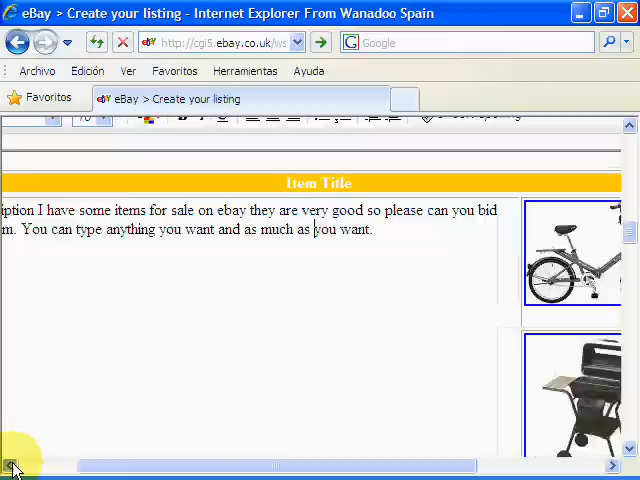 eBay > Create your listing - Internet Explorer From Wanadoo Spain
http://cgi5.ebay.co.uk/ws
Google
Archivo Edición Ver Favoritos Herramientas Ayuda
Favoritos
eBay > Create your listing
Item Title
iption I have some items for sale on ebay they are very good so please can you bid
m. You can type anything you want and as much as you want.